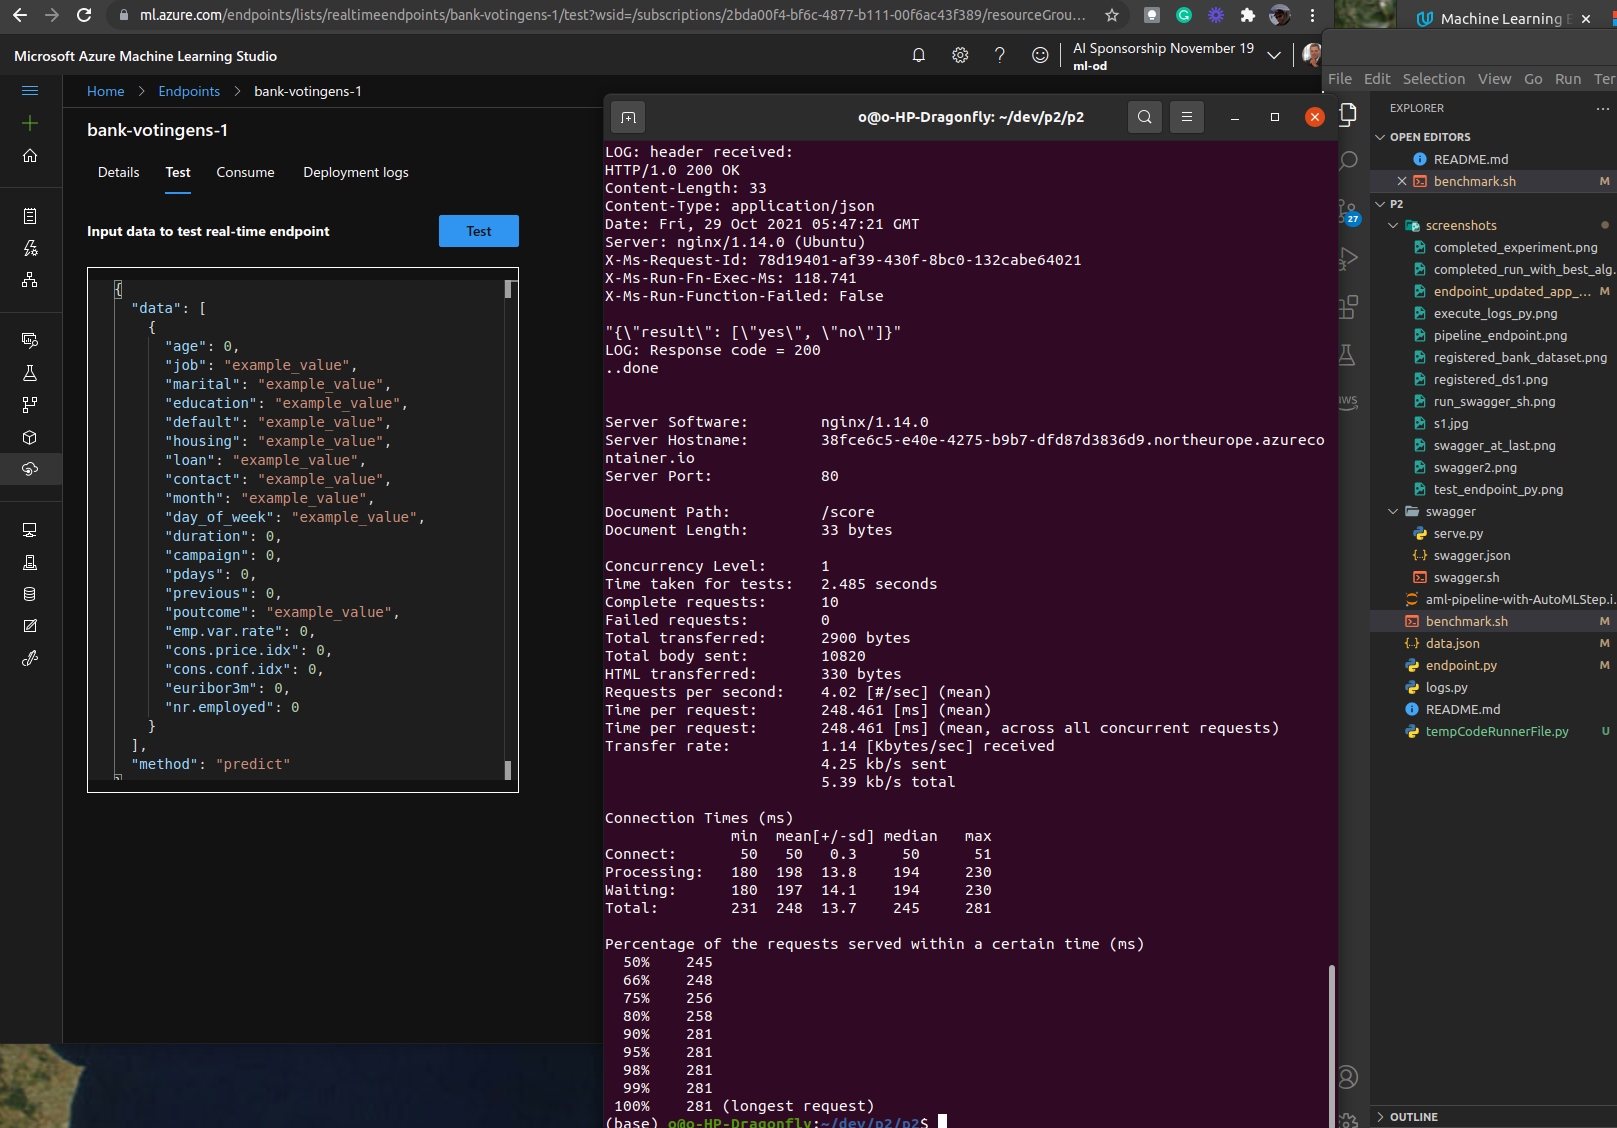 ml.azure.com/endpoints/lists/realtimeendpoints/bank-votingens-1/test?wsid=/subscriptions/2bda00f4-bf6c-4877-b111-00f6ac43f389/resourceGrou...
Machine Learning E
Microsoft Azure Machine Learning Studio
AI Sponsorship November 19
ml-od
Home > Endpoints > bank-votingens-1
bank-votingens-1
Details Test Consume Deployment logs
Input data to test real-time endpoint
Test
{
"data": [
{
"age": 0,
"job": "example_value",
"marital": "example_value",
"education": "example_value",
"default": "example_value",
"housing": "example_value",
"loan": "example_value",
"contact": "example_value",
"month": "example_value",
"day_of_week": "example_value",
"duration": 0,
"campaign": 0,
"pdays": 0,
"previous": 0,
"poutcome": "example_value",
"emp.var.rate": 0,
"cons.price.idx": 0,
"cons.conf.idx": 0,
"euribor3m": 0,
"nr.employed": 0
}
],
"method": "predict"
}
o@o-HP-Dragonfly: ~/dev/p2/p2
LOG: header received:
HTTP/1.0 200 OK
Content-Length: 33
Content-Type: application/json
Date: Fri, 29 Oct 2021 05:47:21 GMT
Server: nginx/1.14.0 (Ubuntu)
X-Ms-Request-Id: 78d19401-af39-430f-8bc0-132cabe64021
X-Ms-Run-Fn-Exec-Ms: 118.741
X-Ms-Run-Function-Failed: False
"{\"result\": [\"yes\", \"no\"]}"
LOG: Response code = 200
..done
Server Software: nginx/1.14.0
Server Hostname: 38fce6c5-e40e-4275-b9b7-dfd87d3836d9.northeurope.azureco
ntainer.io
Server Port: 80
Document Path: /score
Document Length: 33 bytes
Concurrency Level: 1
Time taken for tests: 2.485 seconds
Complete requests: 10
Failed requests: 0
Total transferred: 2900 bytes
Total body sent: 10820
HTML transferred: 330 bytes
Requests per second: 4.02 [#/sec] (mean)
Time per request: 248.461 [ms] (mean)
Time per request: 248.461 [ms] (mean, across all concurrent requests)
Transfer rate: 1.14 [Kbytes/sec] received
4.25 kb/s sent
5.39 kb/s total
Connection Times (ms)
min mean[+/-sd] median max
Connect: 50 50 0.3 50 51
Processing: 180 198 13.8 194 230
Waiting: 180 197 14.1 194 230
Total: 231 248 13.7 245 281
Percentage of the requests served within a certain time (ms)
50% 245
66% 248
75% 256
80% 258
90% 281
95% 281
98% 281
99% 281
100% 281 (longest request)
(base) o@o-HP-Dragonfly:~/dev/p2/p2$
File Edit Selection View Go Run Ter
EXPLORER ...
OPEN EDITORS
README.md
benchmark.sh M
P2
27
screenshots
completed_experiment.png
completed_run_with_best_alg.
endpoint_updated_app_... M
execute_logs_py.png
pipeline_endpoint.png
registered_bank_dataset.png
registered_ds1.png
run_swagger_sh.png
s1.jpg
swagger_at_last.png
swagger2.png
test_endpoint_py.png
swagger
serve.py
swagger.json
swagger.sh
aml-pipeline-with-AutoMLStep.i.
benchmark.sh M
data.json M
endpoint.py M
logs.py
README.md
tempCodeRunnerFile.py U
OUTLINE